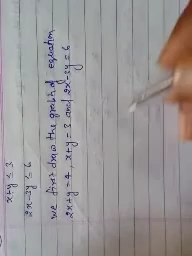 x+y ≤ 3
2x-3y ≤ 6
we first draw the graph of equation
2x+y = 4, x+y = 3 and 2x-3y = 6